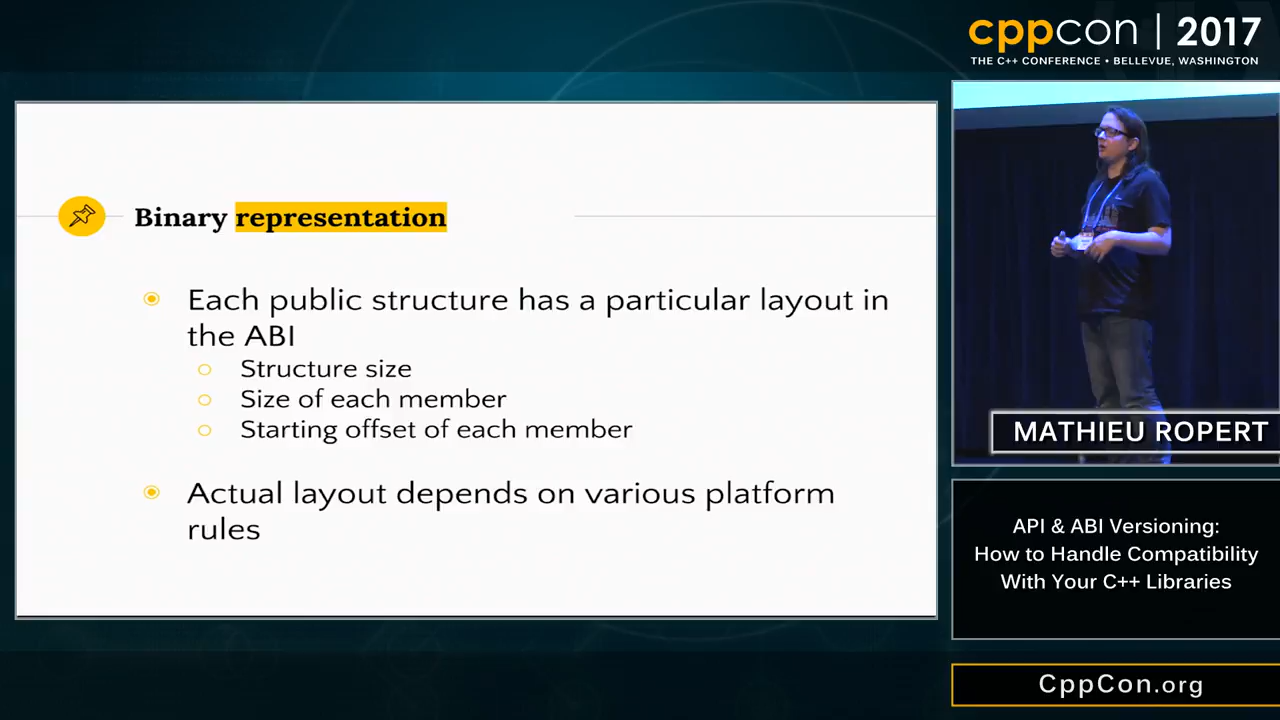 cppcon | 2017
THE C++ CONFERENCE • BELLEVUE, WASHINGTON
Binary representation
Each public structure has a particular layout in
the ABI
Structure size
Size of each member
Starting offset of each member
Actual layout depends on various platform
rules
MATHIEU ROPERT
API & ABI Versioning:
How to Handle Compatibility
With Your C++ Libraries
CppCon.org